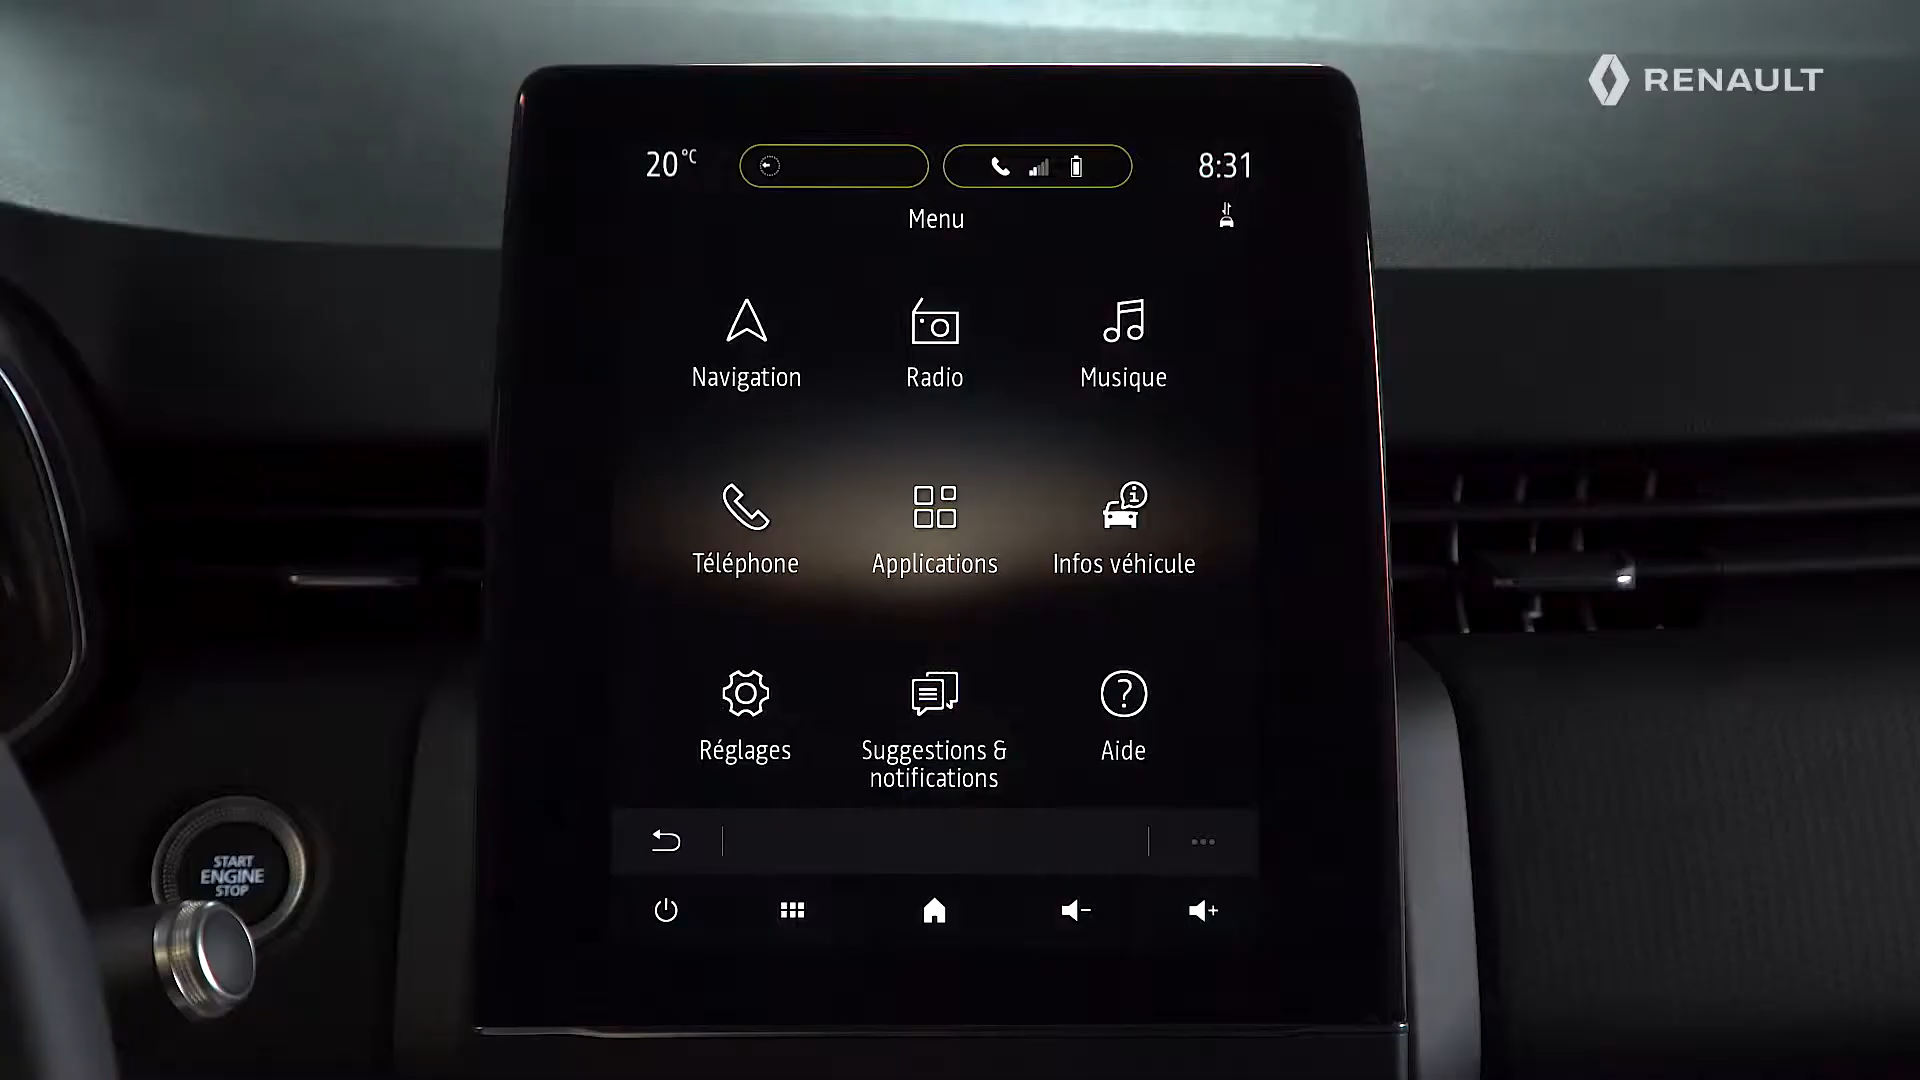 RENAULT
20°C
8:31
Menu
Navigation
Radio
Musique
Téléphone
Applications
Infos véhicule
Réglages
Suggestions &
notifications
Aide
START
ENGINE
STOP